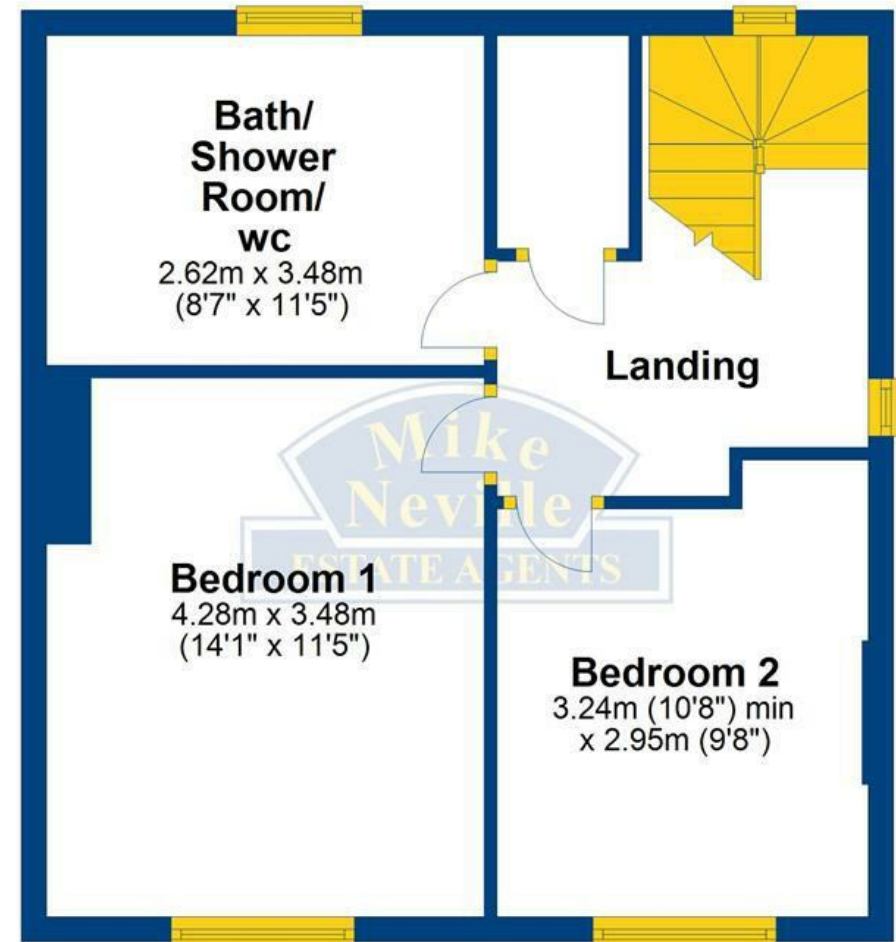 Bath/
Shower
Room/
wc
2.62m x 3.48m
(8'7" x 11'5")
Landing
Mike
Neville
ESTATE AGENTS
Bedroom 1
4.28m x 3.48m
(14'1" x 11'5")
Bedroom 2
3.24m (10'8") min
x 2.95m (9'8")